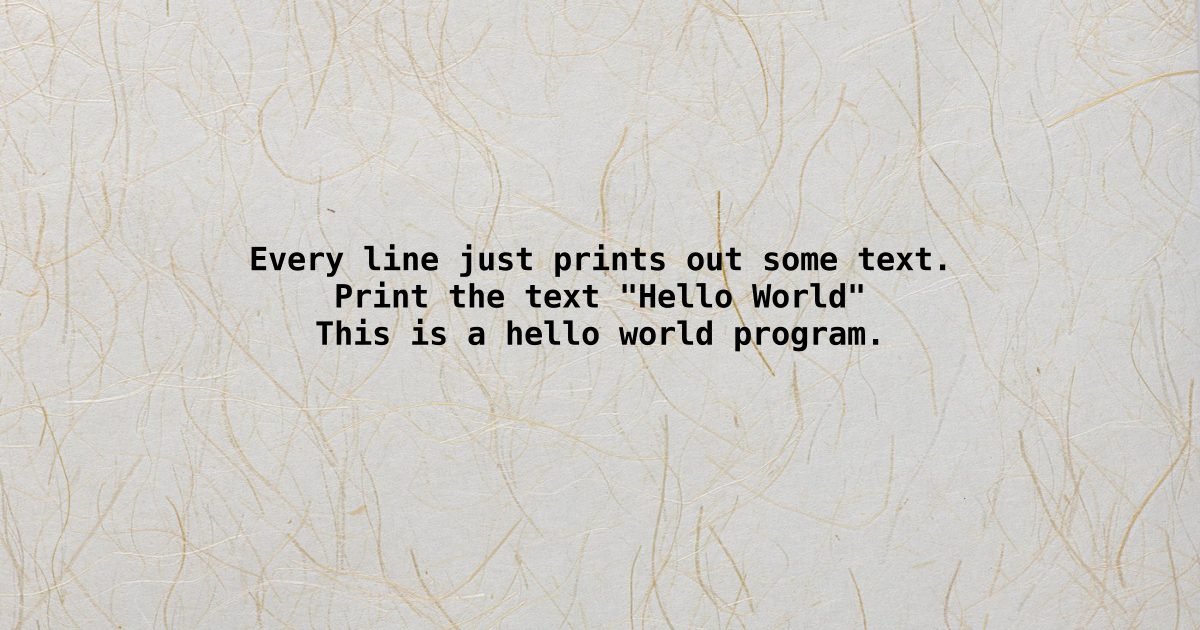 Every line just prints out some text.
Print the text "Hello World"
This is a hello world program.